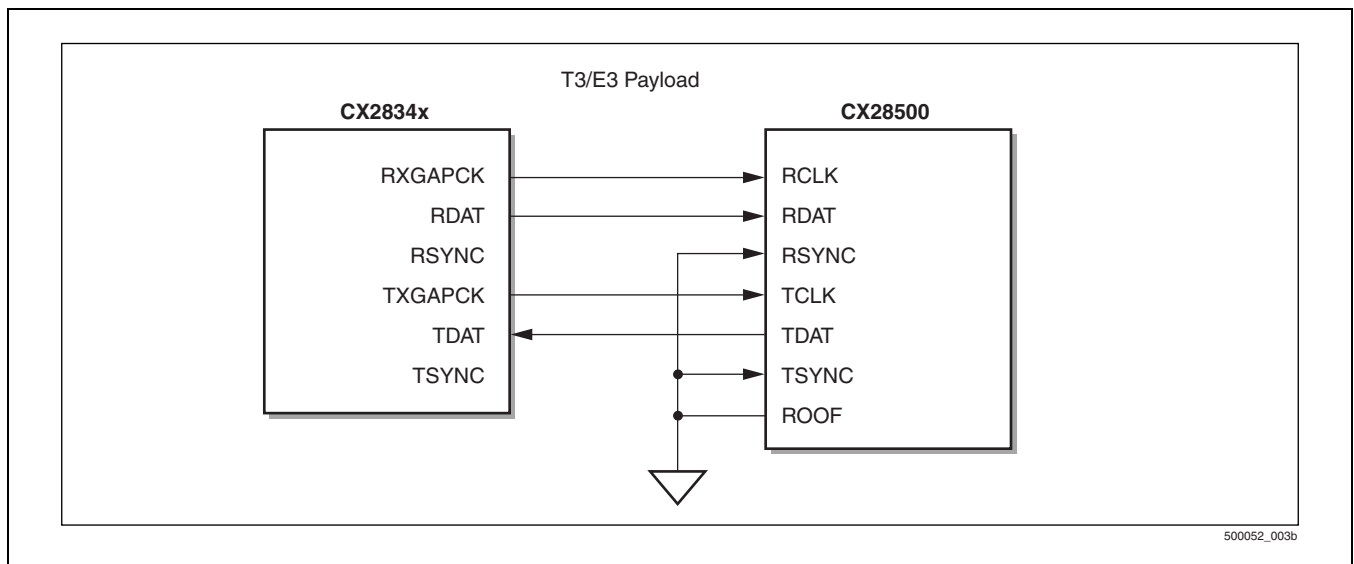 T3/E3 Payload
CX2834x
CX28500
RXGAPCK
RDAT
RSYNC
TXGAPCK
TDAT
TSYNC
RCLK
RDAT
RSYNC
TCLK
TDAT
TSYNC
ROOF
500052_003b